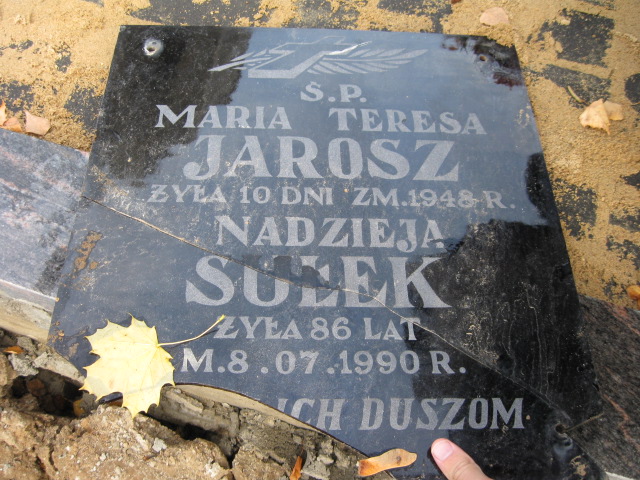 Ś.P.
MARIA TERESA
JAROSZ
ŻYŁA 10 DNI ZM. 1948 R.
NADZIEJA
SUŁEK
ŻYŁA 86 LAT
M. 8. 07. 1990 R.
ICH DUSZOM